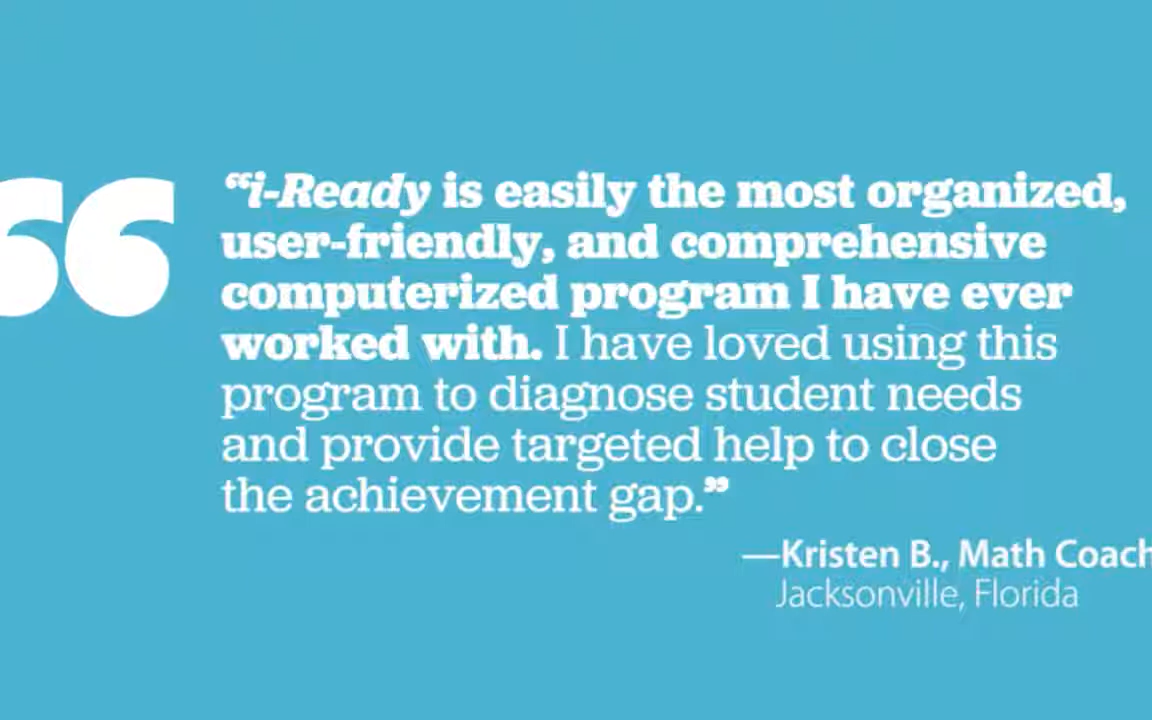 “i-Ready is easily the most organized,
user-friendly, and comprehensive
computerized program I have ever
worked with. I have loved using this
program to diagnose student needs
and provide targeted help to close
the achievement gap.”
—Kristen B., Math Coach
Jacksonville, Florida